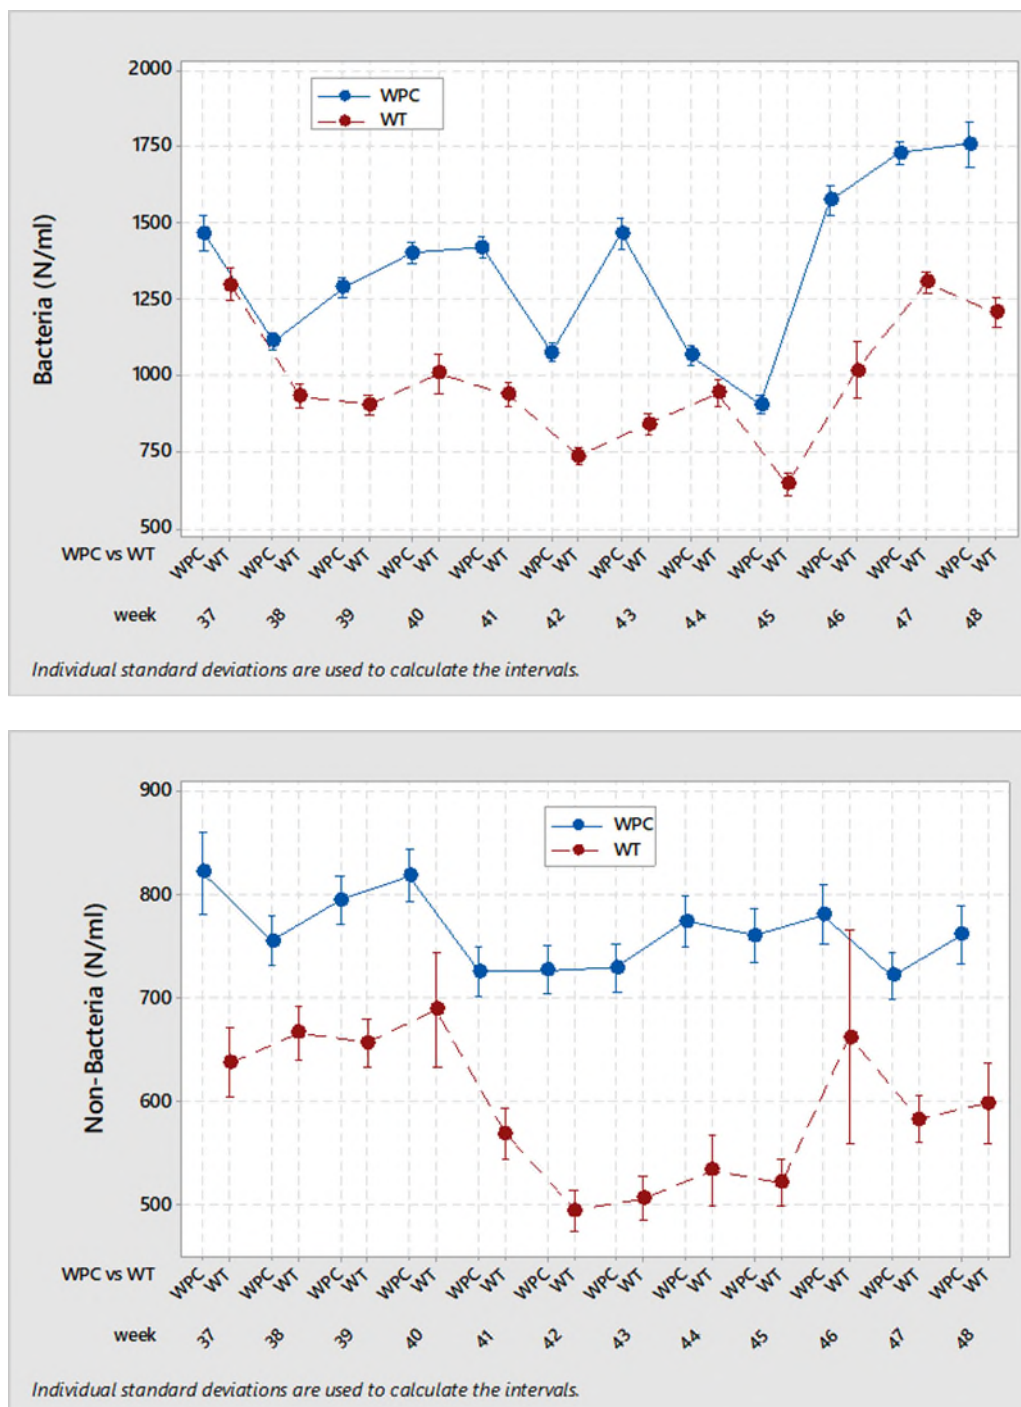 2000
WPC
WT
1750
1500
1250
1000
750
500
Bacteria (N/ml)
WPC vs WT
WPC WT WPC WT WPC WT WPC WT WPC WT WPC WT WPC WT WPC WT WPC WT WPC WT WPC WT WPC WT
week
37 38 39 40 41 42 43 44 45 46 47 48
Individual standard deviations are used to calculate the intervals.
900
WPC
WT
800
700
600
500
Non-Bacteria (N/ml)
WPC vs WT
WPC WT WPC WT WPC WT WPC WT WPC WT WPC WT WPC WT WPC WT WPC WT WPC WT WPC WT WPC WT
week
37 38 39 40 41 42 43 44 45 46 47 48
Individual standard deviations are used to calculate the intervals.